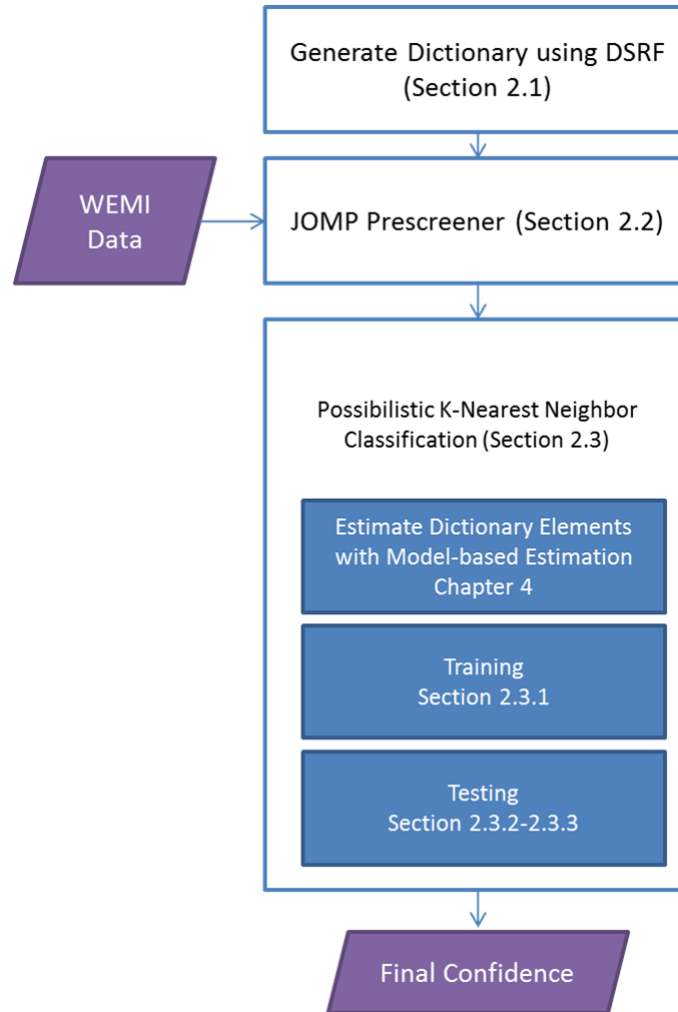 Generate Dictionary using DSRF
(Section 2.1)
WEMI
Data
JOMP Prescreener (Section 2.2)
Possibilistic K-Nearest Neighbor
Classification (Section 2.3)
Estimate Dictionary Elements
with Model-based Estimation
Chapter 4
Training
Section 2.3.1
Testing
Section 2.3.2-2.3.3
Final Confidence